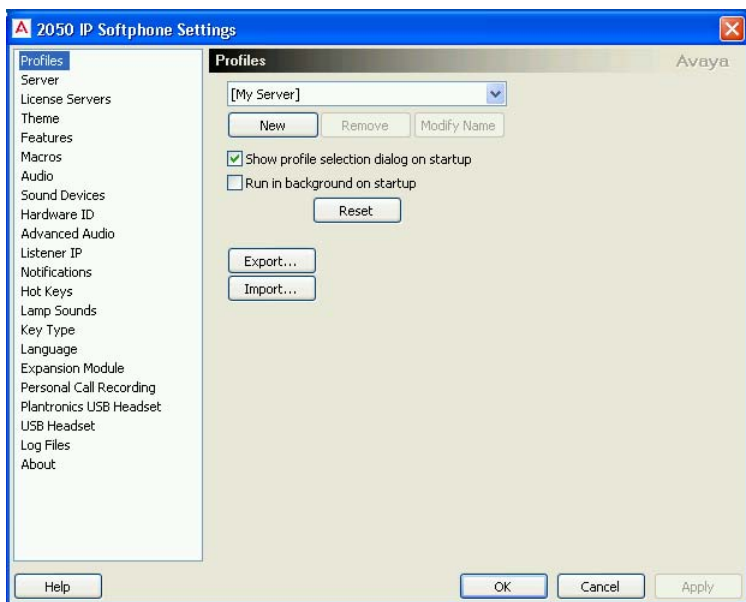 2050 IP Softphone Settings
Profiles
Server
License Servers
Theme
Features
Macros
Audio
Sound Devices
Hardware ID
Advanced Audio
Listener IP
Notifications
Hot Keys
Lamp Sounds
Key Type
Language
Expansion Module
Personal Call Recording
Plantronics USB Headset
USB Headset
Log Files
About
Profiles
Avaya
[My Server]
New Remove Modify Name
Show profile selection dialog on startup
Run in background on startup
Reset
Export...
Import...
Help OK Cancel Apply